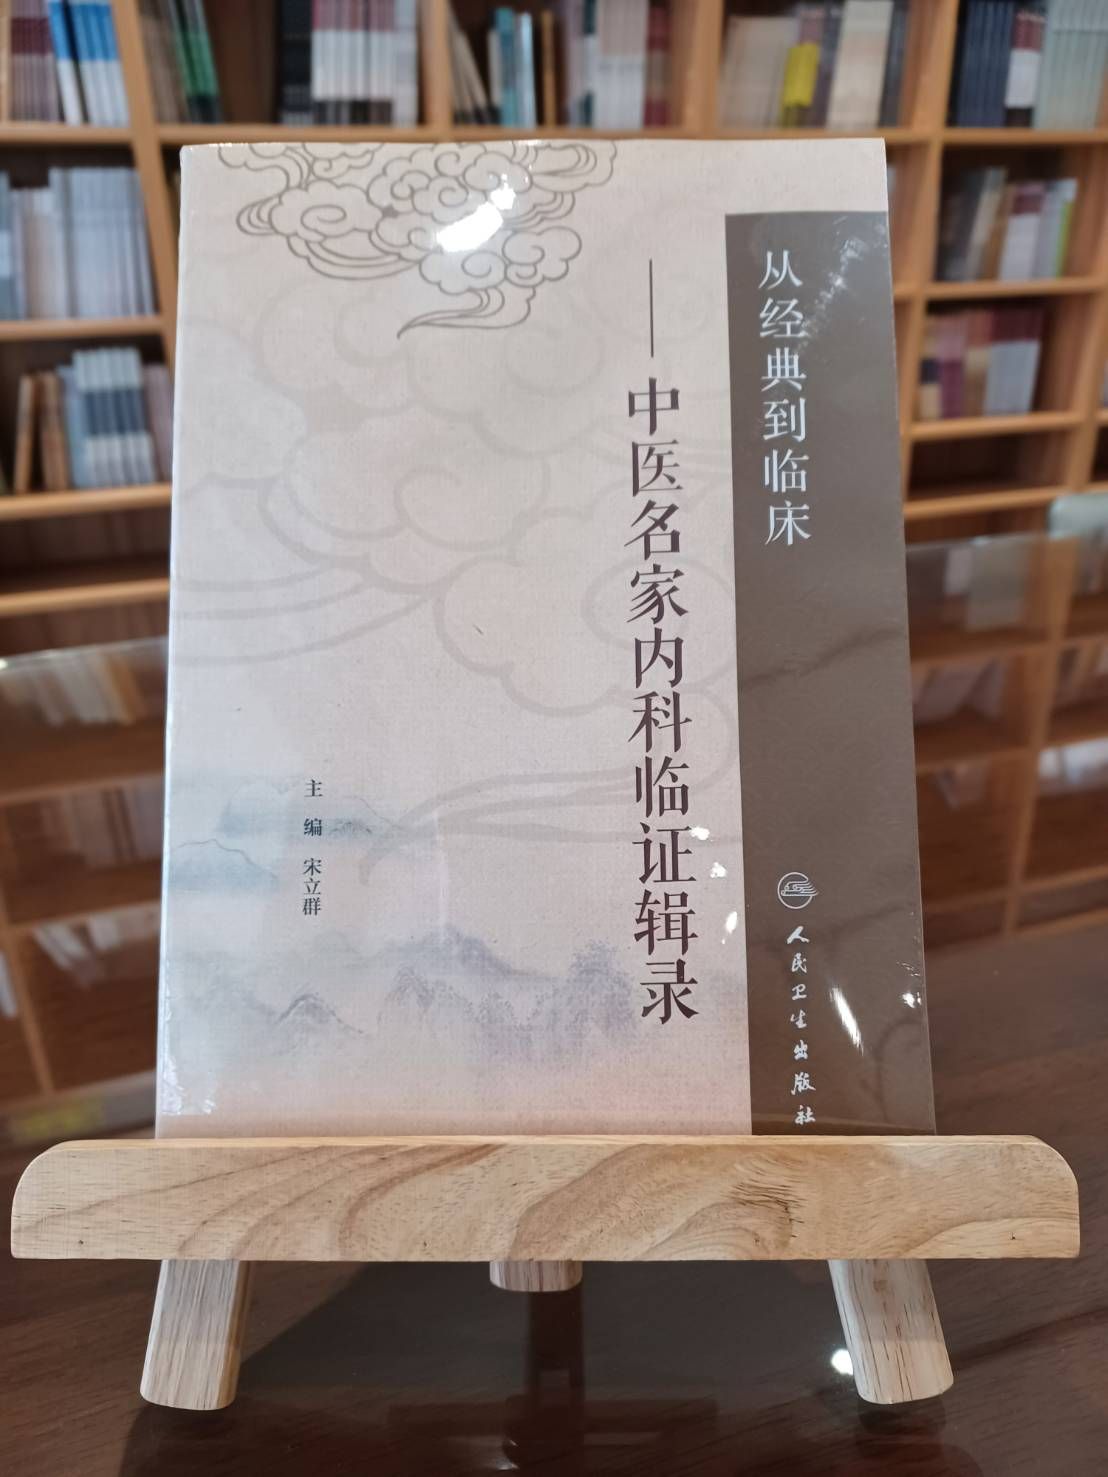 从经典到临床
——中医名家内科临证辑录
主编 宋立群
人民卫生出版社